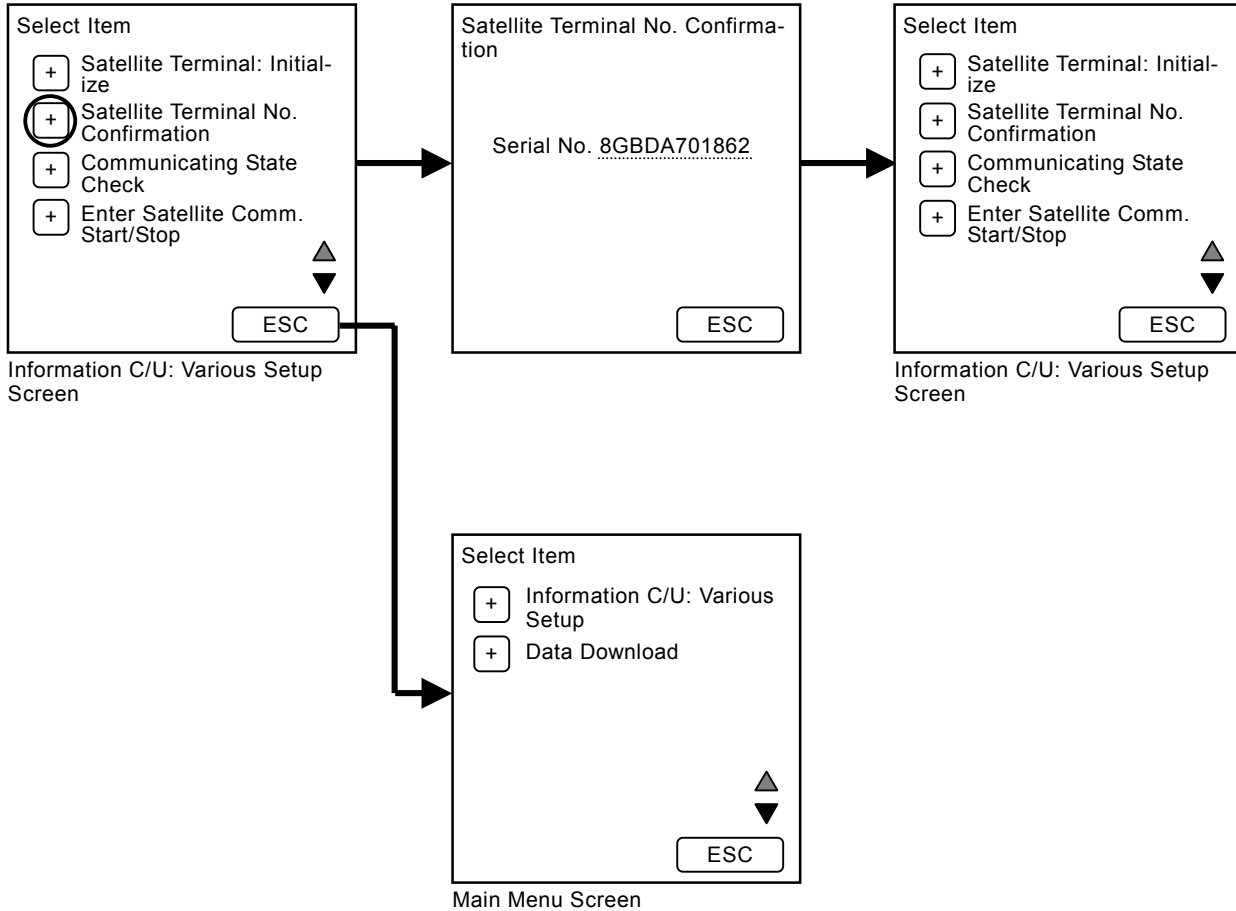 Select Item
+ Satellite Terminal: Initial-
ize
+ Satellite Terminal No.
Confirmation
+ Communicating State
Check
+ Enter Satellite Comm.
Start/Stop
ESC
Information C/U: Various Setup
Screen
Satellite Terminal No. Confirma-
tion
Serial No. 8GBDA701862
ESC
Select Item
+ Satellite Terminal: Initial-
ize
+ Satellite Terminal No.
Confirmation
+ Communicating State
Check
+ Enter Satellite Comm.
Start/Stop
ESC
Information C/U: Various Setup
Screen
Select Item
+ Information C/U: Various
Setup
+ Data Download
ESC
Main Menu Screen